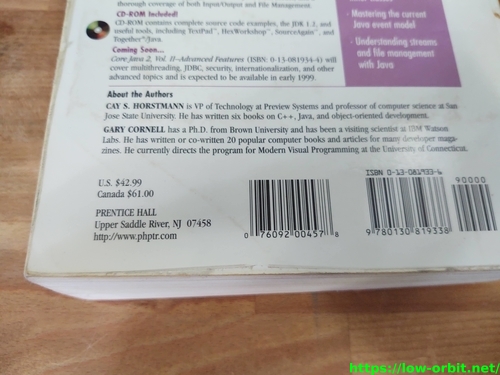 thorough coverage of both Input/Output and File Management.
CD-ROM Included!
CD-ROM contains complete source code examples, the JDK 1.2, and
useful tools, including TextPad™, HexWorkshop™, SourceAgain™, and
Together®/Java.
Coming Soon...
Core Java 2, Vol. II–Advanced Features (ISBN: 0-13-081934-4) will
cover multithreading, JDBC, security, internationalization, and other
advanced topics and is expected to be available in early 1999.
- Mastering the current
Java event model
- Understanding streams
and file management
with Java
About the Authors
CAY S. HORSTMANN is VP of Technology at Preview Systems and professor of computer science at San
Jose State University. He has written six books on C++, Java, and object-oriented development.
GARY CORNELL has a Ph.D. from Brown University and has been a visiting scientist at IBM Watson
Labs. He has written or co-written 20 popular computer books and articles for many developer maga-
zines. He currently directs the program for Modern Visual Programming at the University of Connecticut.
U.S. $42.99
Canada $61.00
PRENTICE HALL
Upper Saddle River, NJ 07458
http://www.phptr.com
0 76092 00457 8
ISBN 0-13-081933-6
90000
9 780130 819338
https://low-orbit.net/